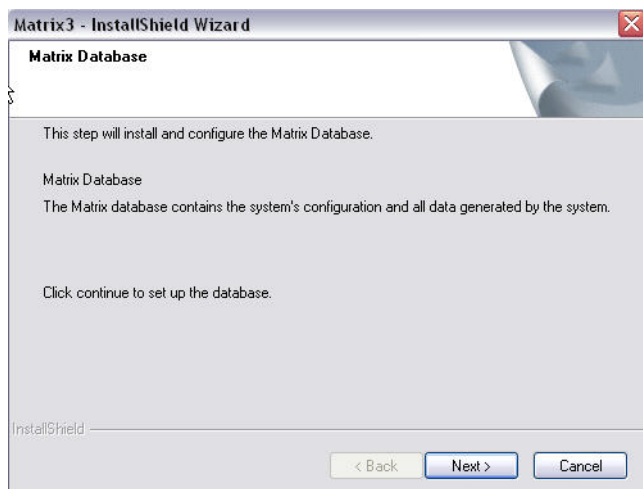 Matrix3 - InstallShield Wizard
Matrix Database
This step will install and configure the Matrix Database.
Matrix Database
The Matrix database contains the system's configuration and all data generated by the system.
Click continue to set up the database.
InstallShield
< Back Next > Cancel